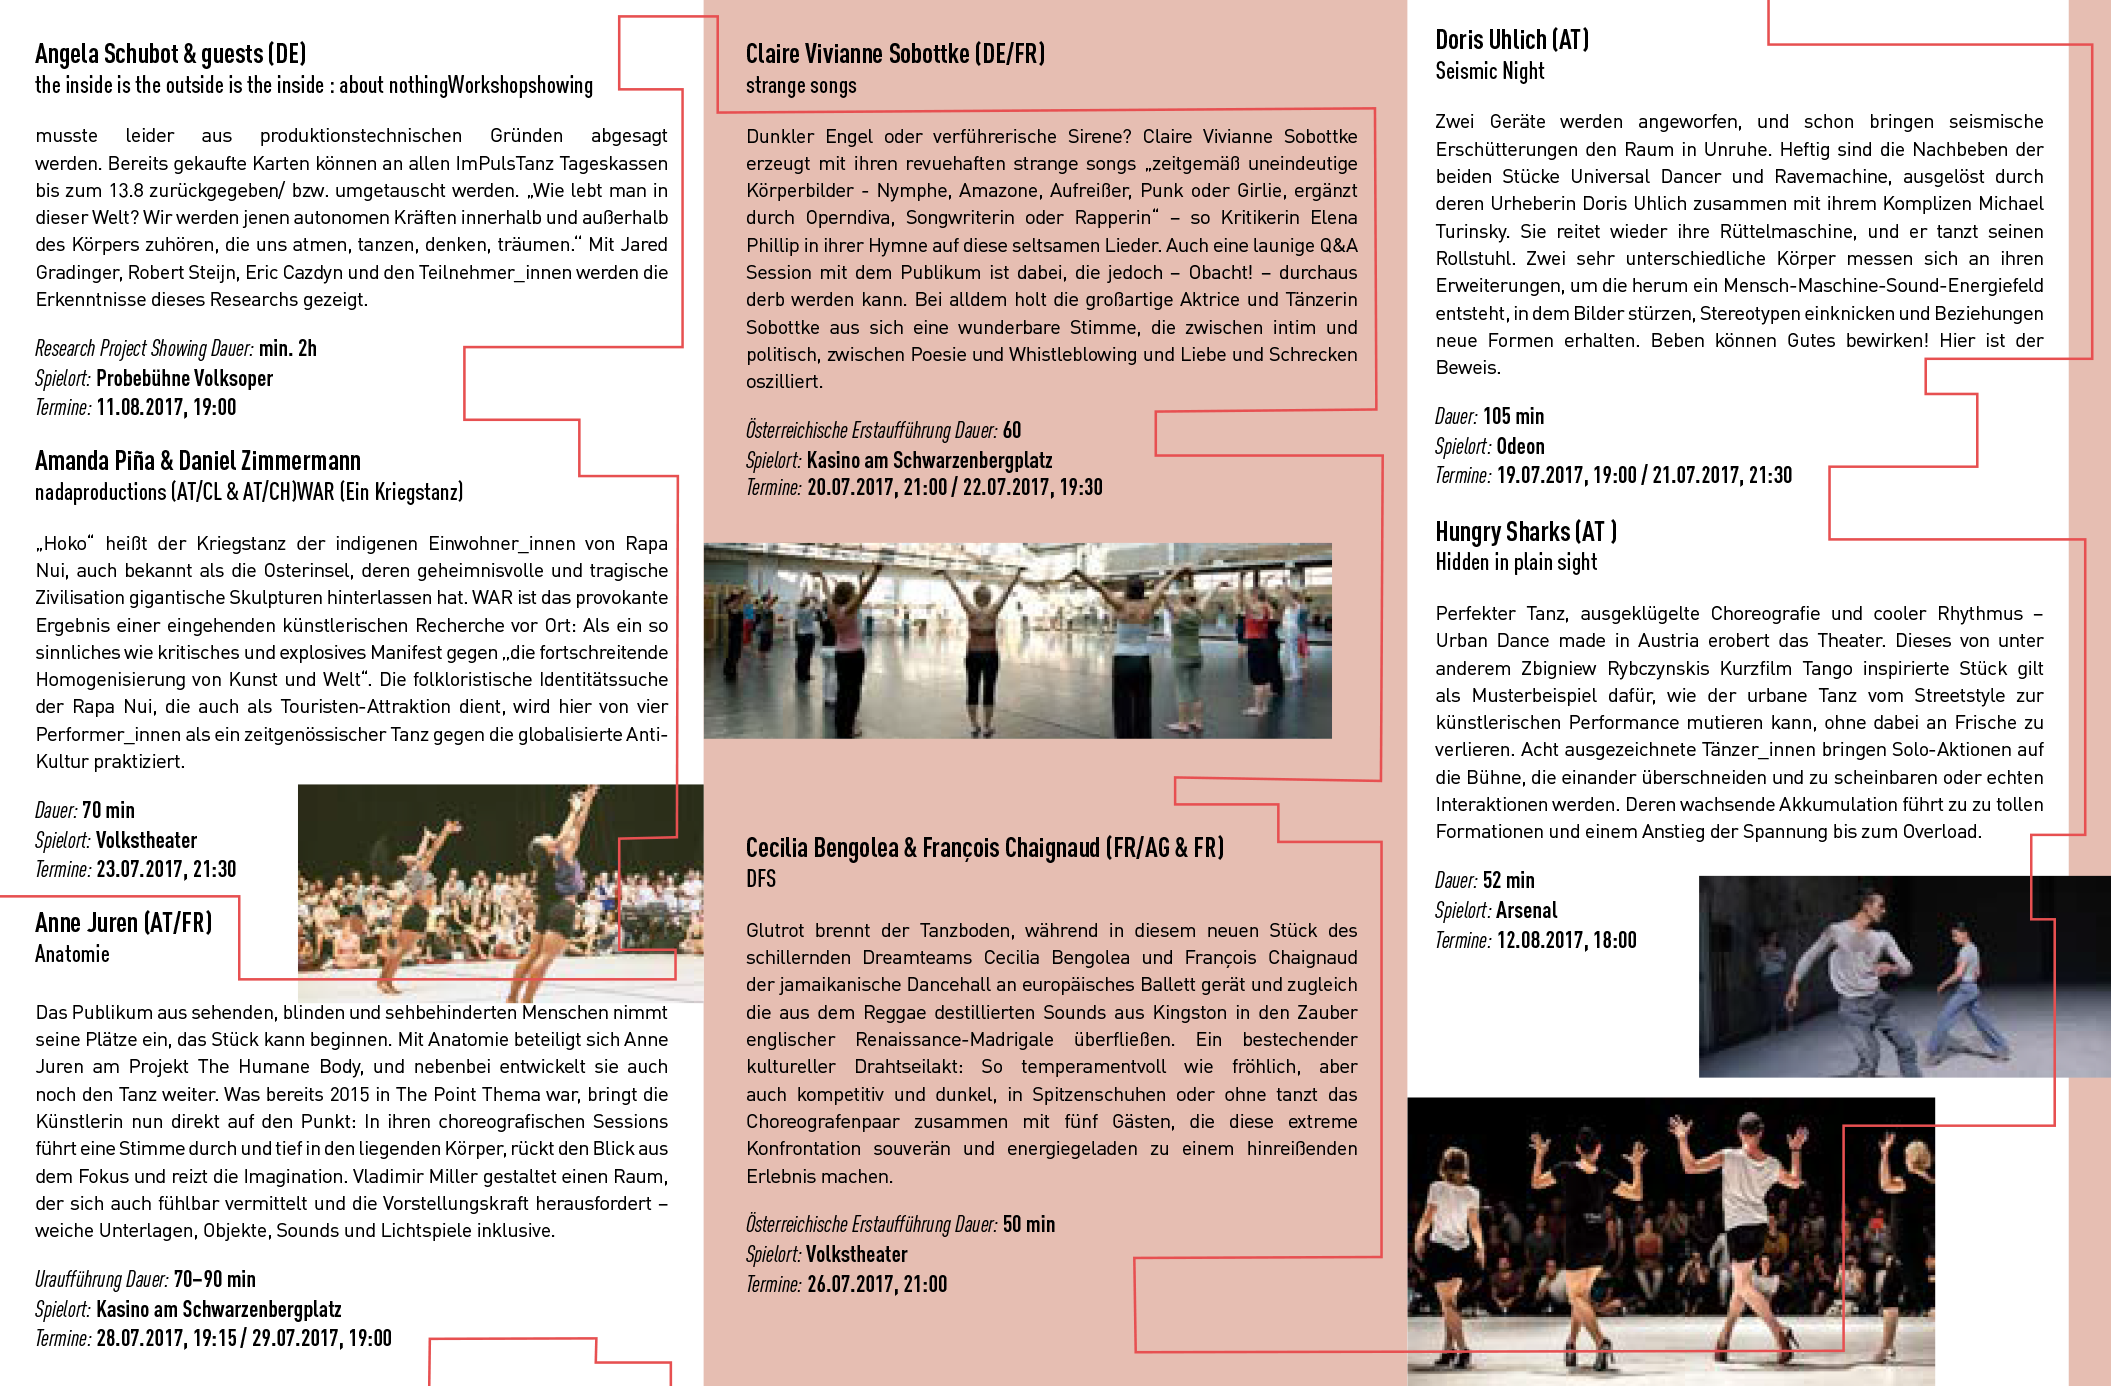 Angela Schubot & guests (DE)
the inside is the outside is the inside : about nothingWorkshopshowing
musste leider aus produktionstechnischen Gründen abgesagt
werden. Bereits gekaufte Karten können an allen ImPulsTanz Tageskassen
bis zum 13.8 zurückgegeben/ bzw. umgetauscht werden. „Wie lebt man in
dieser Welt? Wir werden jenen autonomen Kräften innerhalb und außerhalb
des Körpers zuhören, die uns atmen, tanzen, denken, träumen.“ Mit Jared
Gradinger, Robert Steijn, Eric Cazdyn und den Teilnehmer_innen werden die
Erkenntnisse dieses Researchs gezeigt.
Research Project Showing Dauer: min. 2h
Spielort: Probebühne Volksoper
Termine: 11.08.2017, 19:00
Amanda Piña & Daniel Zimmermann
nadaproductions (AT/CL & AT/CH)WAR (Ein Kriegstanz)
„Hoko“ heißt der Kriegstanz der indigenen Einwohner_innen von Rapa
Nui, auch bekannt als die Osterinsel, deren geheimnisvolle und tragische
Zivilisation gigantische Skulpturen hinterlassen hat. WAR ist das provokante
Ergebnis einer eingehenden künstlerischen Recherche vor Ort: Als ein so
sinnliches wie kritisches und explosives Manifest gegen „die fortschreitende
Homogenisierung von Kunst und Welt“. Die folkloristische Identitätssuche
der Rapa Nui, die auch als Touristen-Attraktion dient, wird hier von vier
Performer_innen als ein zeitgenössischer Tanz gegen die globalisierte Anti-
Kultur praktiziert.
Dauer: 70 min
Spielort: Volkstheater
Termine: 23.07.2017, 21:30
Anne Juren (AT/FR)
Anatomie
Das Publikum aus sehenden, blinden und sehbehinderten Menschen nimmt
seine Plätze ein, das Stück kann beginnen. Mit Anatomie beteiligt sich Anne
Juren am Projekt The Humane Body, und nebenbei entwickelt sie auch
noch den Tanz weiter. Was bereits 2015 in The Point Thema war, bringt die
Künstlerin nun direkt auf den Punkt: In ihren choreografischen Sessions
führt eine Stimme durch und tief in den liegenden Körper, rückt den Blick aus
dem Fokus und reizt die Imagination. Vladimir Miller gestaltet einen Raum,
der sich auch fühlbar vermittelt und die Vorstellungskraft herausfordert –
weiche Unterlagen, Objekte, Sounds und Lichtspiele inklusive.
Uraufführung Dauer: 70–90 min
Spielort: Kasino am Schwarzenbergplatz
Termine: 28.07.2017, 19:15 / 29.07.2017, 19:00
Claire Vivianne Sobottke (DE/FR)
strange songs
Dunkler Engel oder verführerische Sirene? Claire Vivianne Sobottke
erzeugt mit ihren revuehaften strange songs „zeitgemäß uneindeutige
Körperbilder - Nymphe, Amazone, Aufreißer, Punk oder Girlie, ergänzt
durch Operndiva, Songwriterin oder Rapperin“ – so Kritikerin Elena
Phillip in ihrer Hymne auf diese seltsamen Lieder. Auch eine launige Q&A
Session mit dem Publikum ist dabei, die jedoch – Obacht! – durchaus
derb werden kann. Bei alldem holt die großartige Aktrice und Tänzerin
Sobottke aus sich eine wunderbare Stimme, die zwischen intim und
politisch, zwischen Poesie und Whistleblowing und Liebe und Schrecken
oszilliert.
Österreichische Erstaufführung Dauer: 60
Spielort: Kasino am Schwarzenbergplatz
Termine: 20.07.2017, 21:00 / 22.07.2017, 19:30
Cecilia Bengolea & François Chaignaud (FR/AG & FR)
DFS
Glutrot brennt der Tanzboden, während in diesem neuen Stück des
schillernden Dreamteams Cecilia Bengolea und François Chaignaud
der jamaikanische Dancehall an europäisches Ballett gerät und zugleich
die aus dem Reggae destillierten Sounds aus Kingston in den Zauber
englischer Renaissance-Madrigale überfließen. Ein bestechender
kultureller Drahtseilakt: So temperamentvoll wie fröhlich, aber
auch kompetitiv und dunkel, in Spitzenschuhen oder ohne tanzt das
Choreografenpaar zusammen mit fünf Gästen, die diese extreme
Konfrontation souverän und energiegeladen zu einem hinreißenden
Erlebnis machen.
Österreichische Erstaufführung Dauer: 50 min
Spielort: Volkstheater
Termine: 26.07.2017, 21:00
Doris Uhlich (AT)
Seismic Night
Zwei Geräte werden angeworfen, und schon bringen seismische
Erschütterungen den Raum in Unruhe. Heftig sind die Nachbeben der
beiden Stücke Universal Dancer und Ravemachine, ausgelöst durch
deren Urheberin Doris Uhlich zusammen mit ihrem Komplizen Michael
Turinsky. Sie reitet wieder ihre Rüttelmaschine, und er tanzt seinen
Rollstuhl. Zwei sehr unterschiedliche Körper messen sich an ihren
Erweiterungen, um die herum ein Mensch-Maschine-Sound-Energiefeld
entsteht, in dem Bilder stürzen, Stereotypen einknicken und Beziehungen
neue Formen erhalten. Beben können Gutes bewirken! Hier ist der
Beweis.
Dauer: 105 min
Spielort: Odeon
Termine: 19.07.2017, 19:00 / 21.07.2017, 21:30
Hungry Sharks (AT )
Hidden in plain sight
Perfekter Tanz, ausgeklügelte Choreografie und cooler Rhythmus –
Urban Dance made in Austria erobert das Theater. Dieses von unter
anderem Zbigniew Rybczynskis Kurzfilm Tango inspirierte Stück gilt
als Musterbeispiel dafür, wie der urbane Tanz vom Streetstyle zur
künstlerischen Performance mutieren kann, ohne dabei an Frische zu
verlieren. Acht ausgezeichnete Tänzer_innen bringen Solo-Aktionen auf
die Bühne, die einander überschneiden und zu scheinbaren oder echten
Interaktionen werden. Deren wachsende Akkumulation führt zu zu tollen
Formationen und einem Anstieg der Spannung bis zum Overload.
Dauer: 52 min
Spielort: Arsenal
Termine: 12.08.2017, 18:00